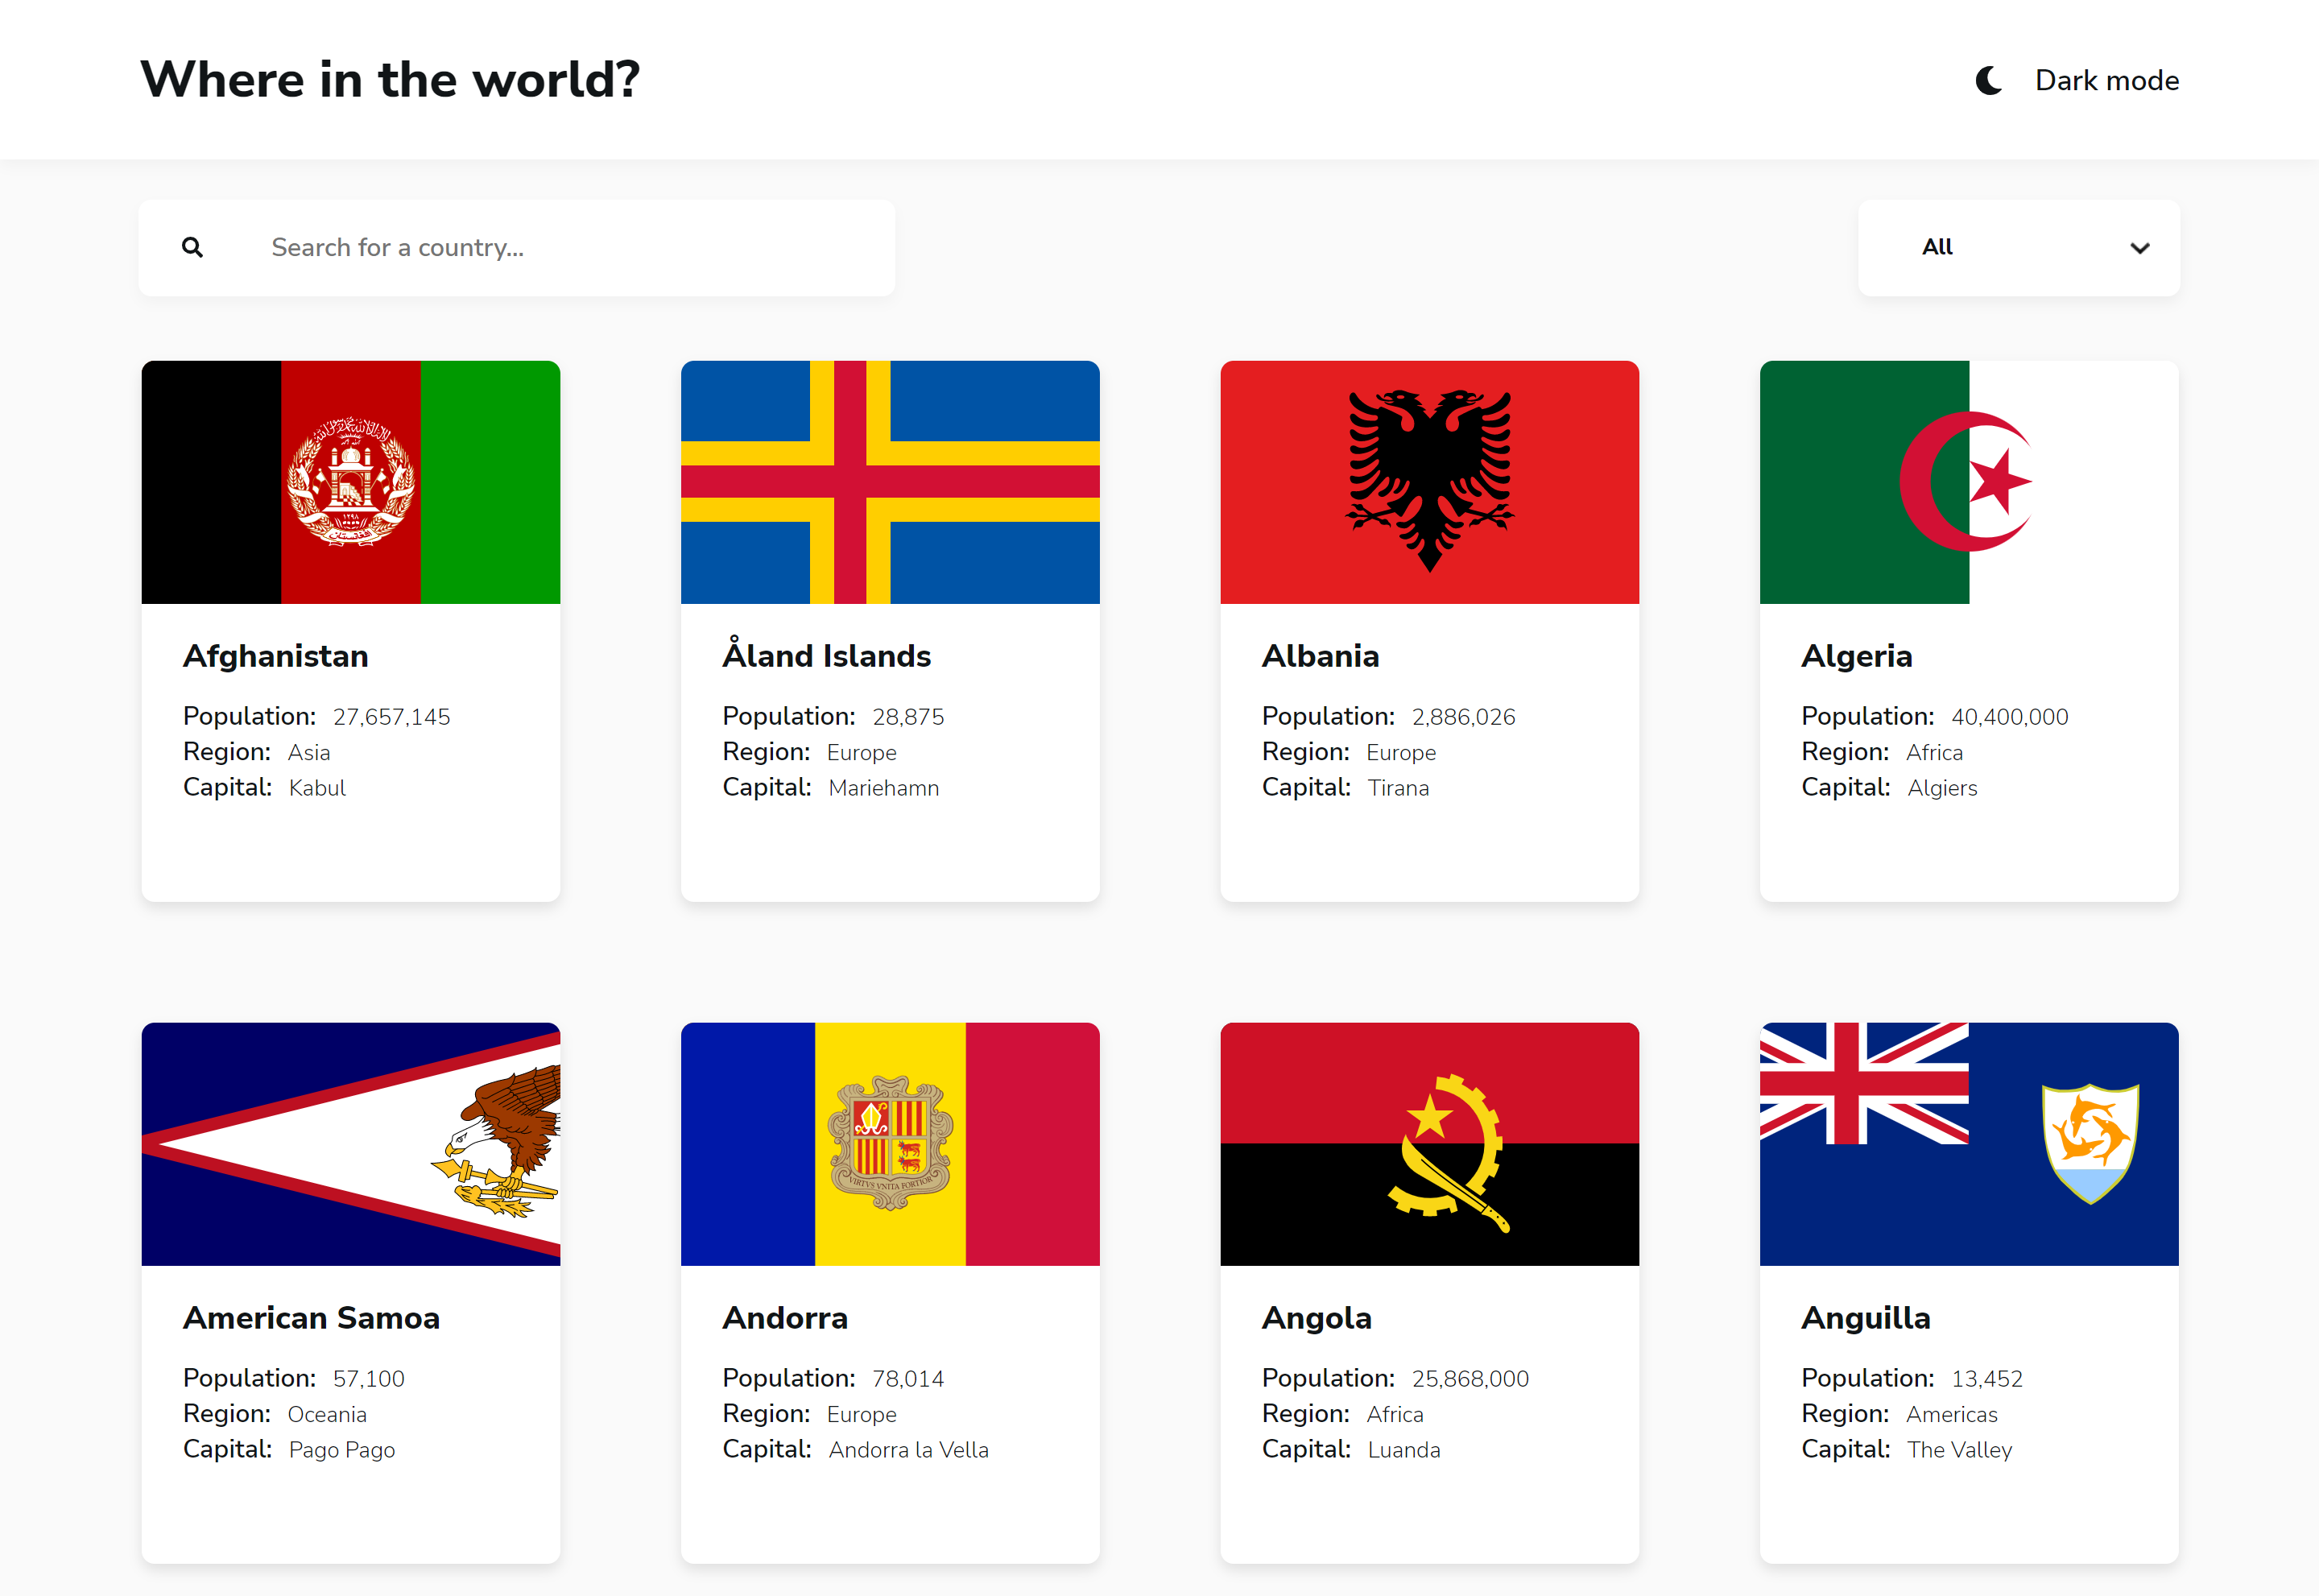 Where in the world?
Dark mode
Search for a country...
All
Afghanistan
Population: 27,657,145
Region: Asia
Capital: Kabul
Åland Islands
Population: 28,875
Region: Europe
Capital: Mariehamn
Albania
Population: 2,886,026
Region: Europe
Capital: Tirana
Algeria
Population: 40,400,000
Region: Africa
Capital: Algiers
VIRTVS VNITA FORTIOR
American Samoa
Population: 57,100
Region: Oceania
Capital: Pago Pago
Andorra
Population: 78,014
Region: Europe
Capital: Andorra la Vella
Angola
Population: 25,868,000
Region: Africa
Capital: Luanda
Anguilla
Population: 13,452
Region: Americas
Capital: The Valley